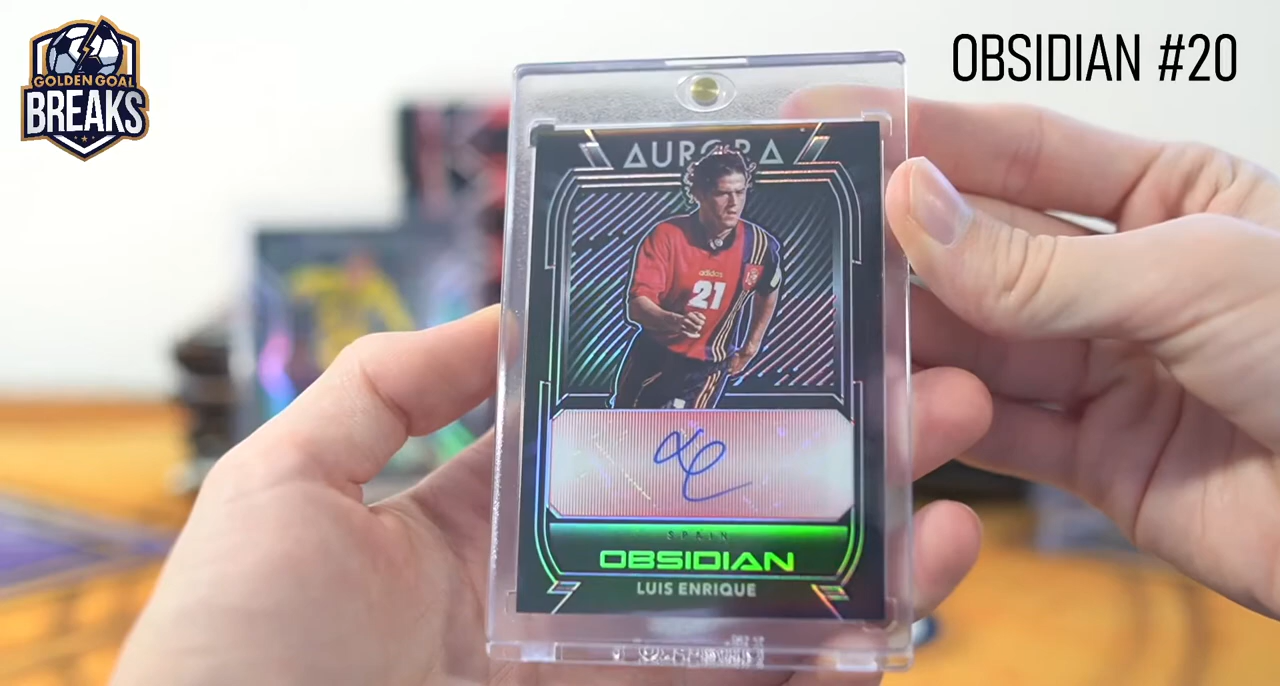 GOLDEN GOAL
BREAKS
OBSIDIAN #20
AURORA
adidas
21
SPAIN
OBSIDIAN
LUIS ENRIQUE